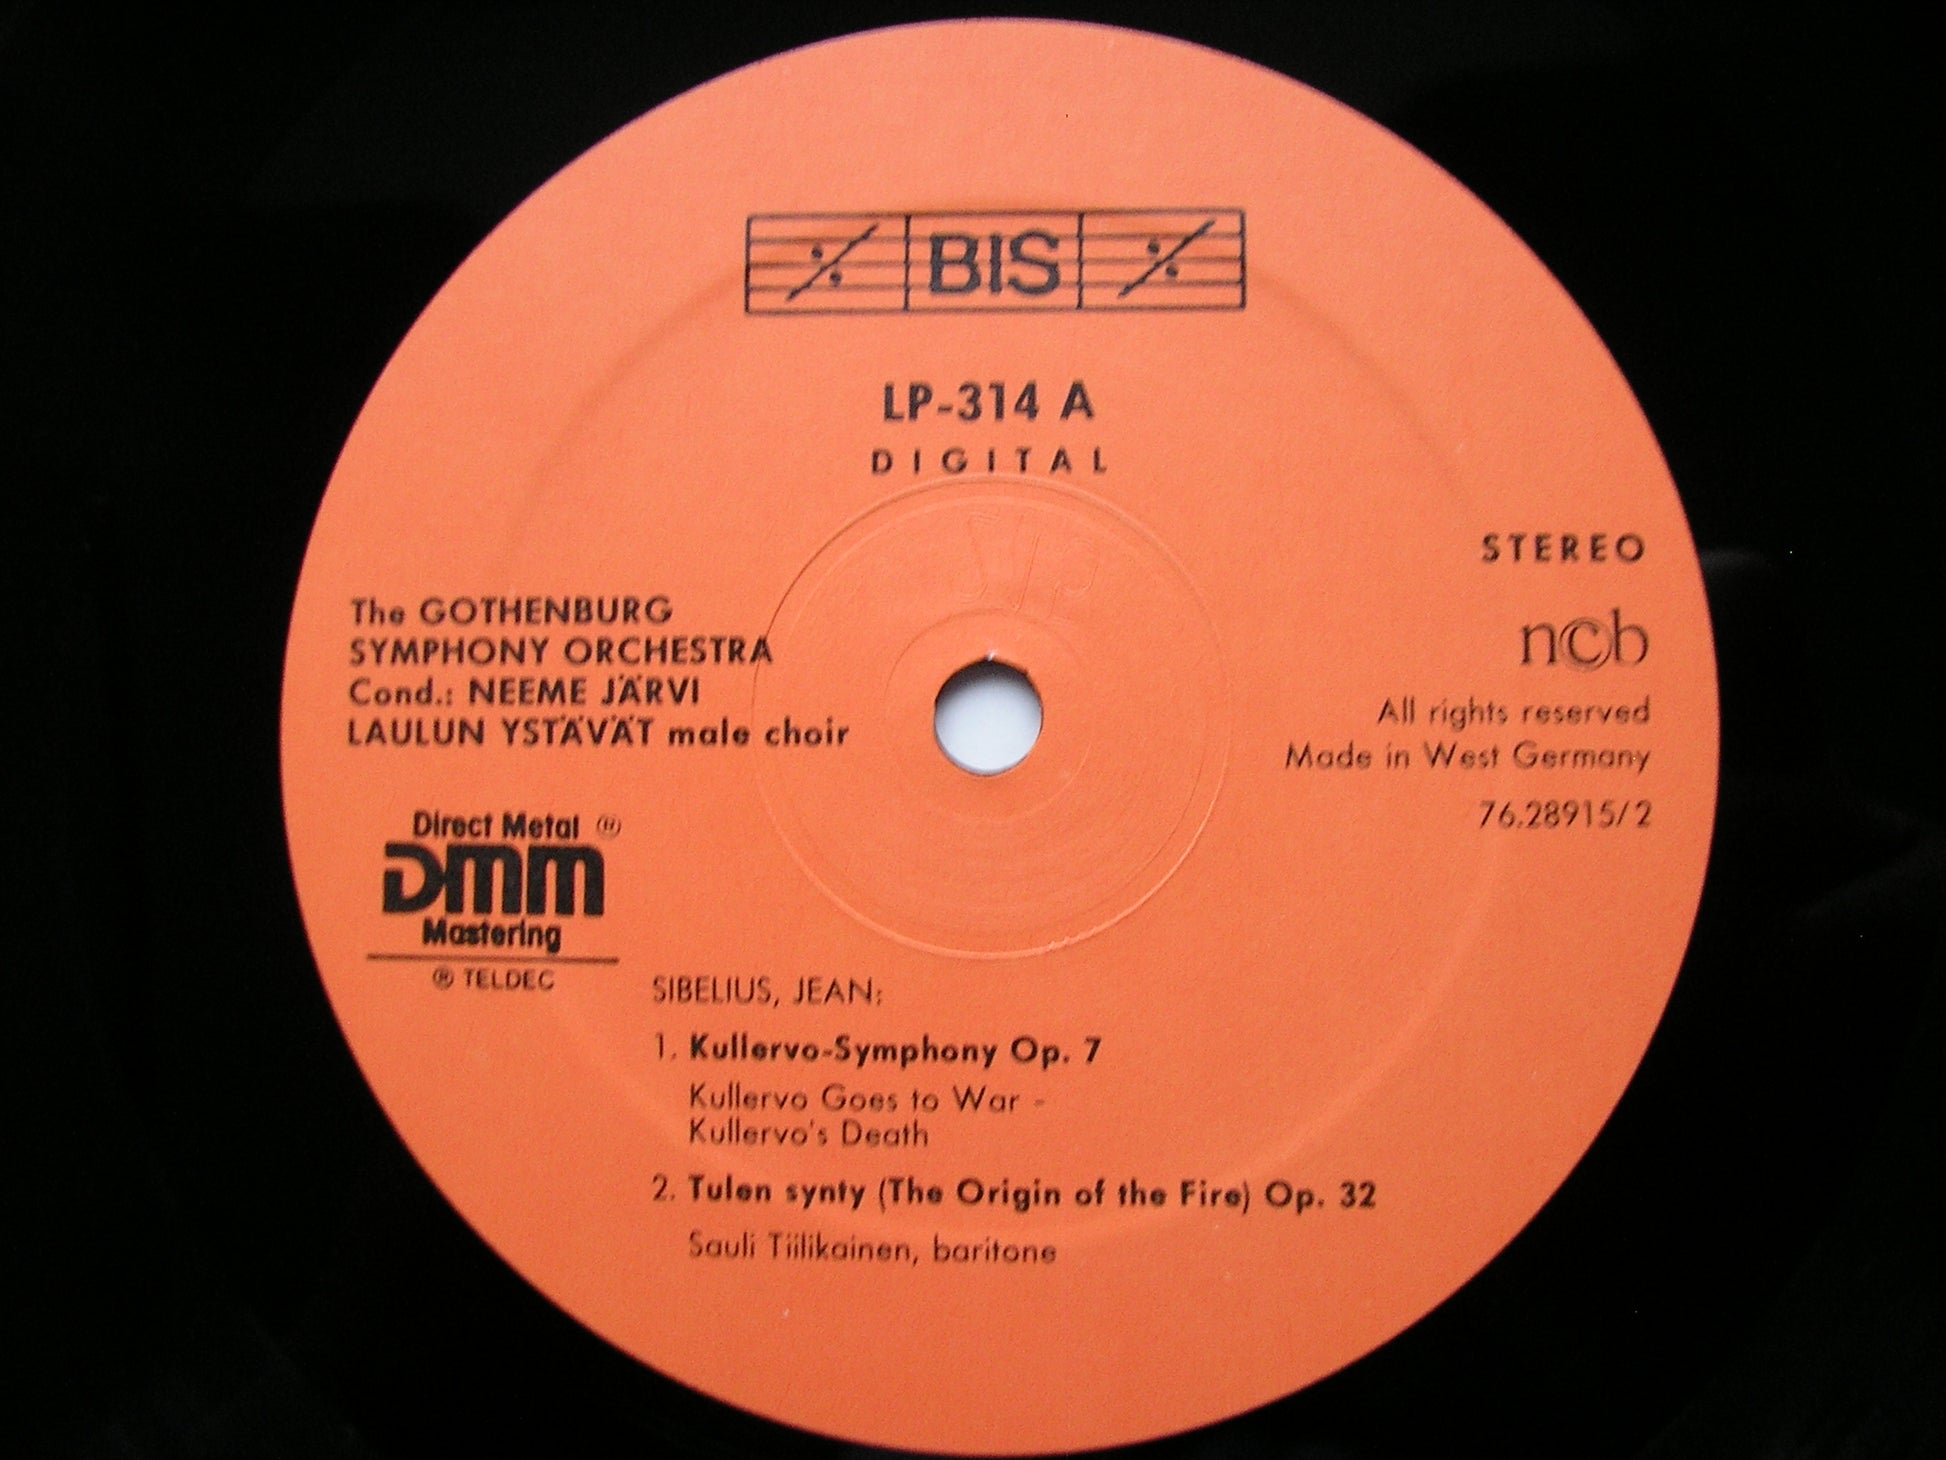 BIS
LP-314 A
DIGITAL
STEREO
ncb
All rights reserved
Made in West Germany
76.28915/2
The GOTHENBURG
SYMPHONY ORCHESTRA
Cond.: NEEME JÄRVI
LAULUN YSTÄVÄT male choir
Direct Metal ®
DMM
Mastering
® TELDEC
SIBELIUS, JEAN:
1. Kullervo-Symphony Op. 7
Kullervo Goes to War -
Kullervo's Death
2. Tulen synty (The Origin of the Fire) Op. 32
Sauli Tiilikainen, baritone